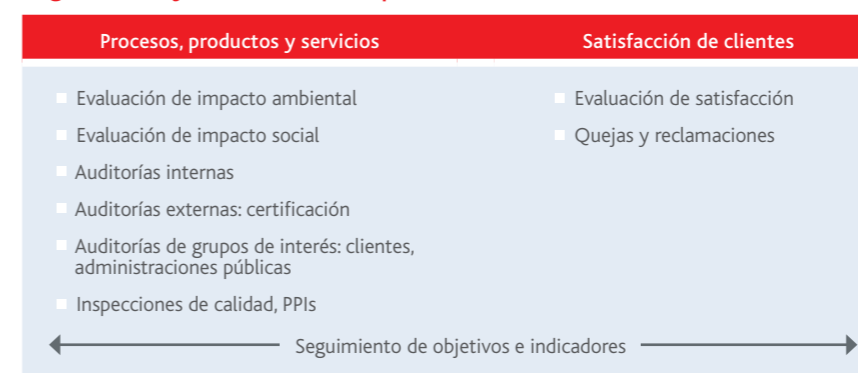 Procesos, productos y servicios
Satisfacción de clientes
Evaluación de impacto ambiental
Evaluación de impacto social
Auditorías internas
Auditorías externas: certificación
Auditorías de grupos de interés: clientes,
administraciones públicas
Inspecciones de calidad, PPIs
Evaluación de satisfacción
Quejas y reclamaciones
Seguimiento de objetivos e indicadores